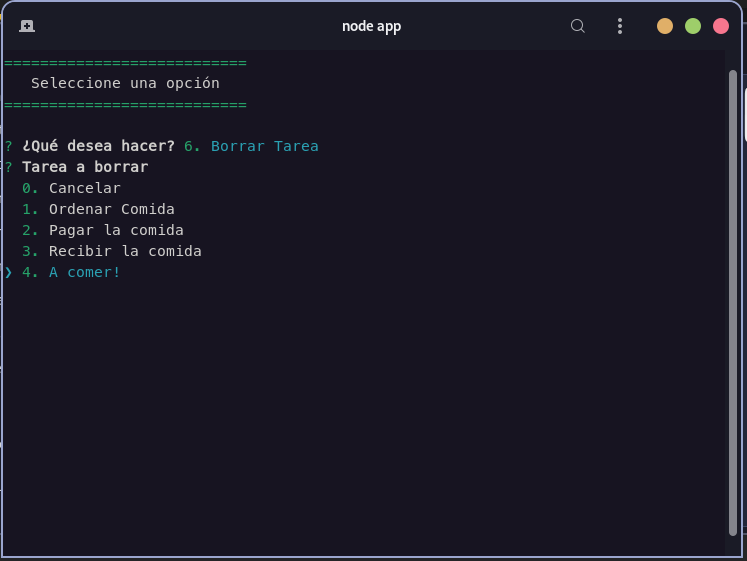 node app
===========================
Seleccione una opción
===========================
? ¿Qué desea hacer? 6. Borrar Tarea
? Tarea a borrar
0. Cancelar
1. Ordenar Comida
2. Pagar la comida
3. Recibir la comida
❯ 4. A comer!